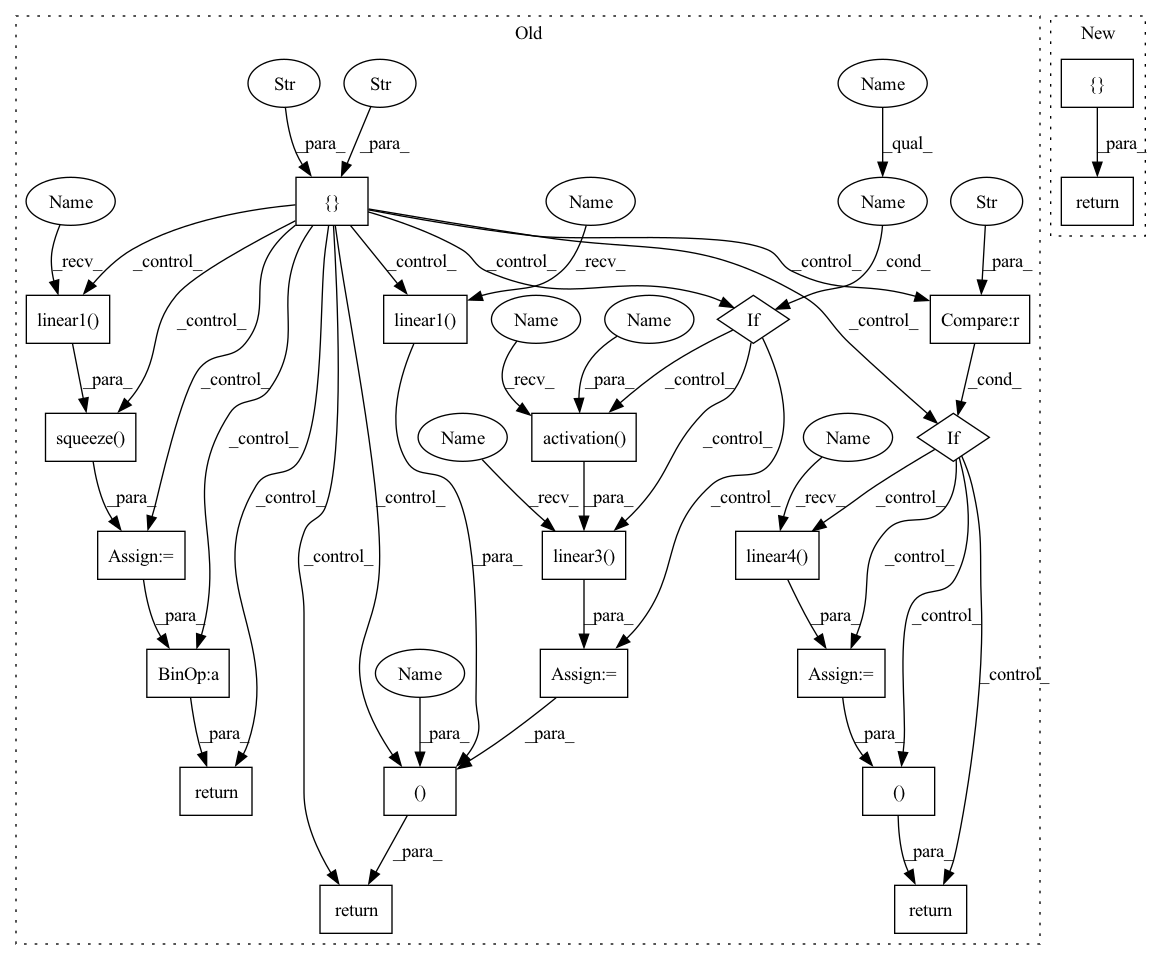 Old
New
Str
Str
Name
{}
_para_
_para_
_qual_
_para_
Name
{}
Name
Name
Str
return
_recv_
_control_
_control_
_recv_
_control_
_control_
_cond_
_para_
linear1()
_control_
linear1()
Name
Name
If
_control_
Compare:r
_para_
_control_
_recv_
_para_
_control_
_cond_
squeeze()
_control_
Name
activation()
_control_
Name
If
_para_
_control_
_control_
_para_
_recv_
_para_
_control_
_recv_
_control_
Assign:=
linear3()
linear4()
_control_
_para_
_control_
_para_
_para_
_control_
BinOp:a
Name
Assign:=
Assign:=
_control_
_para_
_para_
_para_
_para_
return
()
()
_para_
_para_
return
return